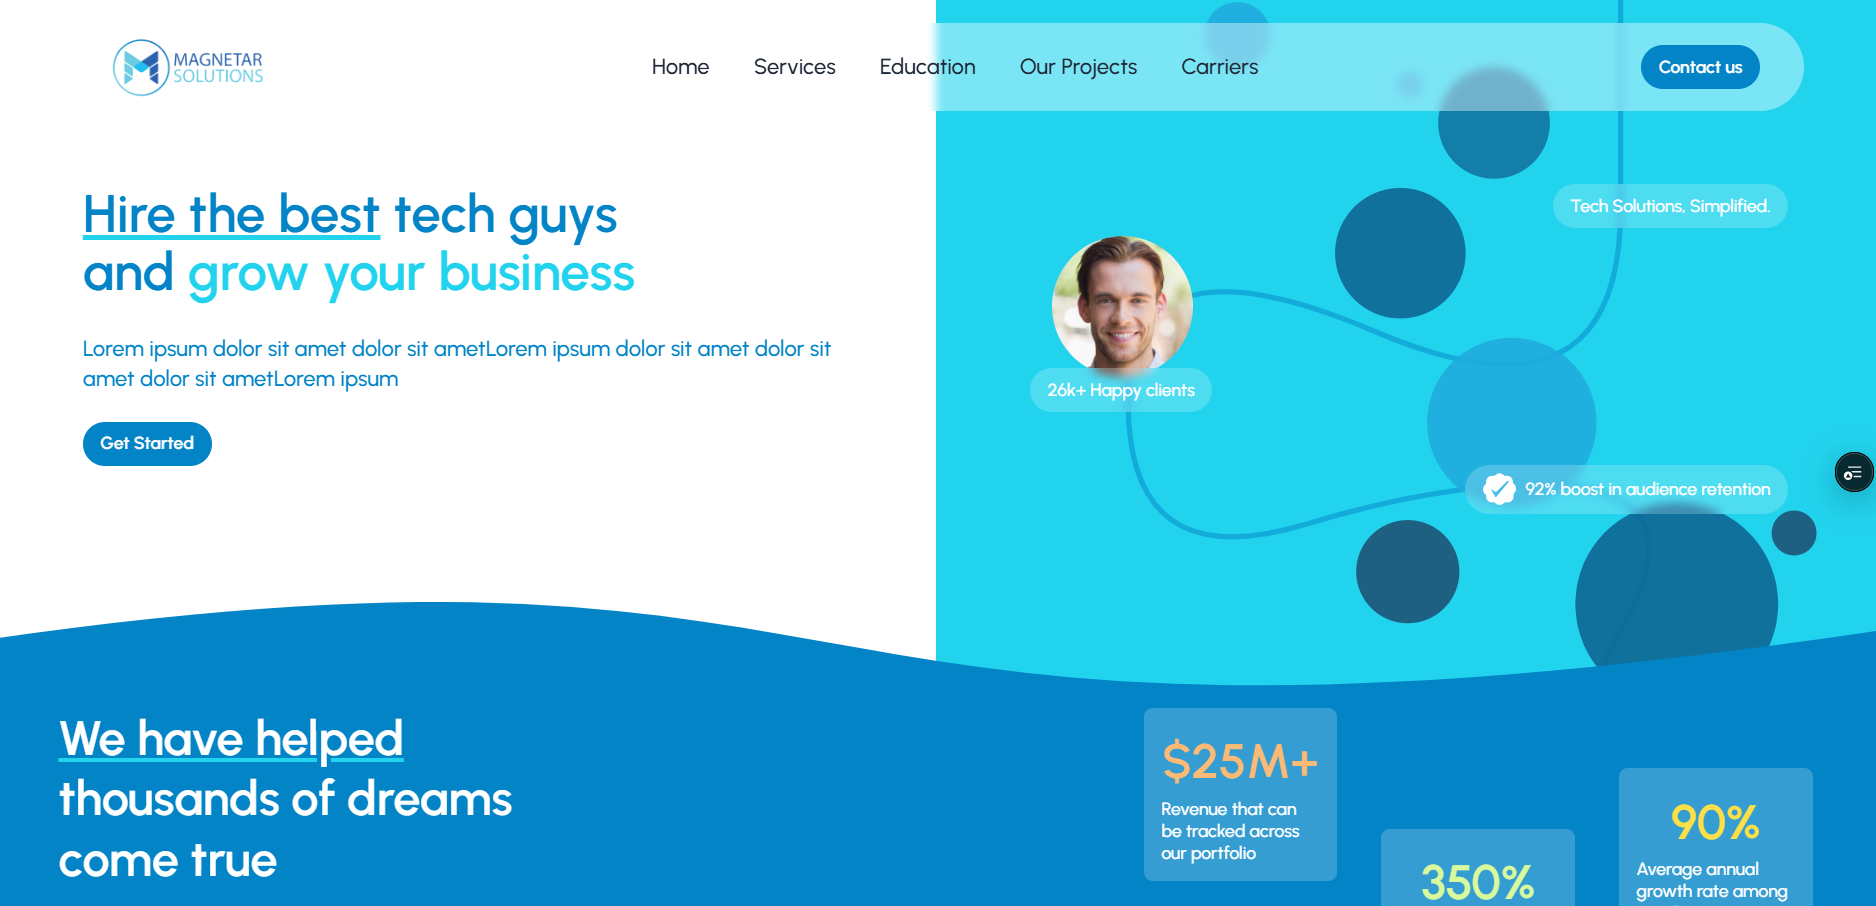 MAGNETAR
SOLUTIONS
Home
Services
Education
Our Projects
Carriers
Contact us
Hire the best tech guys
and grow your business
Lorem ipsum dolor sit amet dolor sit ametLorem ipsum dolor sit amet dolor sit
amet dolor sit ametLorem ipsum
Get Started
Tech Solutions, Simplified.
26k+ Happy clients
92% boost in audience retention
We have helped
thousands of dreams
come true
$25M+
Revenue that can
be tracked across
our portfolio
350%
90%
Average annual
growth rate among